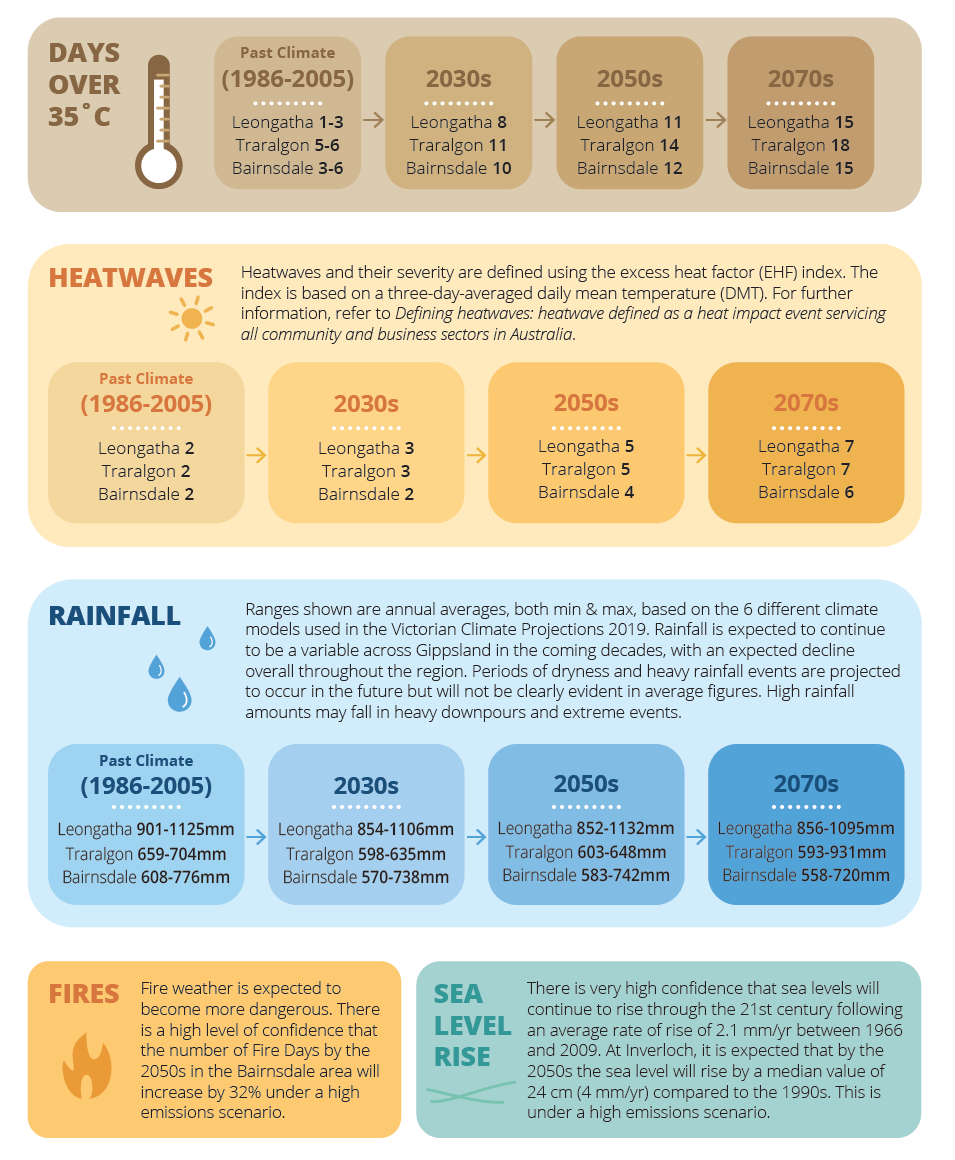 DAYS
OVER
35˚C
Past Climate
(1986-2005)
Leongatha 1-3
Traralgon 5-6
Bairnsdale 3-6
2030s
Leongatha 8
Traralgon 11
Bairnsdale 10
2050s
Leongatha 11
Traralgon 14
Bairnsdale 12
2070s
Leongatha 15
Traralgon 18
Bairnsdale 15
HEATWAVES
Heatwaves and their severity are defined using the excess heat factor (EHF) index. The
index is based on a three-day-averaged daily mean temperature (DMT). For further
information, refer to Defining heatwaves: heatwave defined as a heat impact event servicing
all community and business sectors in Australia.
Past Climate
(1986-2005)
Leongatha 2
Traralgon 2
Bairnsdale 2
2030s
Leongatha 3
Traralgon 3
Bairnsdale 2
2050s
Leongatha 5
Traralgon 5
Bairnsdale 4
2070s
Leongatha 7
Traralgon 7
Bairnsdale 6
RAINFALL
Ranges shown are annual averages, both min & max, based on the 6 different climate
models used in the Victorian Climate Projections 2019. Rainfall is expected to continue
to be a variable across Gippsland in the coming decades, with an expected decline
overall throughout the region. Periods of dryness and heavy rainfall events are projected
to occur in the future but will not be clearly evident in average figures. High rainfall
amounts may fall in heavy downpours and extreme events.
Past Climate
(1986-2005)
Leongatha 901-1125mm
Traralgon 659-704mm
Bairnsdale 608-776mm
2030s
Leongatha 854-1106mm
Traralgon 598-635mm
Bairnsdale 570-738mm
2050s
Leongatha 852-1132mm
Traralgon 603-648mm
Bairnsdale 583-742mm
2070s
Leongatha 856-1095mm
Traralgon 593-931mm
Bairnsdale 558-720mm
FIRES
Fire weather is expected to
become more dangerous. There
is a high level of confidence that
the number of Fire Days by the
2050s in the Bairnsdale area will
increase by 32% under a high
emissions scenario.
SEA
LEVEL
RISE
There is very high confidence that sea levels will
continue to rise through the 21st century following
an average rate of rise of 2.1 mm/yr between 1966
and 2009. At Inverloch, it is expected that by the
2050s the sea level will rise by a median value of
24 cm (4 mm/yr) compared to the 1990s. This is
under a high emissions scenario.